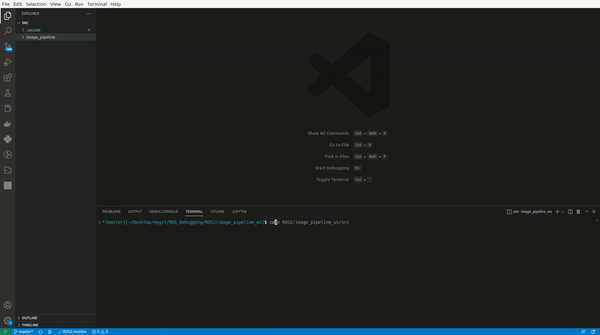 File Edit Selection View Go Run Terminal Help
EXPLORER
SRC
.vscode
image_pipeline
Show All Commands Ctrl + Shift + P
Go to File Ctrl + P
Find in Files Ctrl + Shift + F
Start Debugging F5
Toggle Terminal Ctrl +
PROBLEMS OUTPUT DEBUG CONSOLE TERMINAL GITLENS JUPYTER
zsh - image_pipeline_ws
[master][~/Desktop/mygit/ROS_Debugging/ROS2/image_pipeline_ws]$ ROS2/image_pipeline_ws/src
OUTLINE
TIMELINE
master* ROS2.humble 0 0